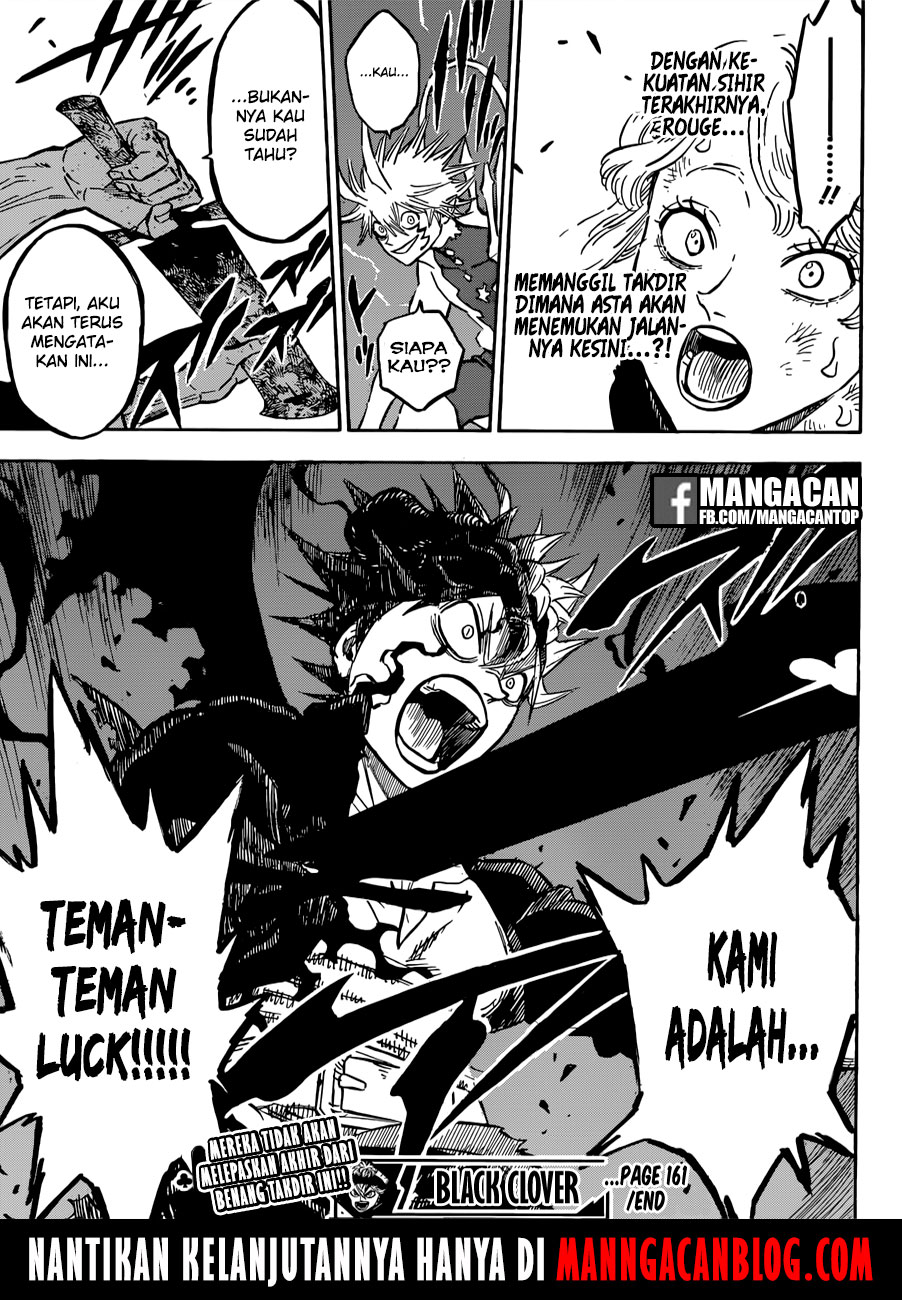 .....!!
DENGAN KE-
KUATAN SIHIR
TERAKHIRNYA,
ROUGE...
MEMANGGIL TAKDIR
DIMANA ASTA AKAN
MENEMUKAN JALAN-
NYA KESINI...?!
...KAU...
SIAPA
KAU??
...BUKAN-
NYA KAU
SUDAH
TAHU?
TETAPI, AKU
AKAN TERUS
MENGATA-
KAN INI...
f MANGACAN
FB.COM/MANGACANTOP
KAMI
ADALAH...
TEMAN-
TEMAN
LUCK!!!!!
MEREKA TIDAK AKAN
MELEPASKAN AKHIR DARI
BENANG TAKDIR INI!!
BLACK CLOVER
...PAGE 161
/END
NANTIKAN KELANJUTANNYA HANYA DI MANNGACANBLOG.COM